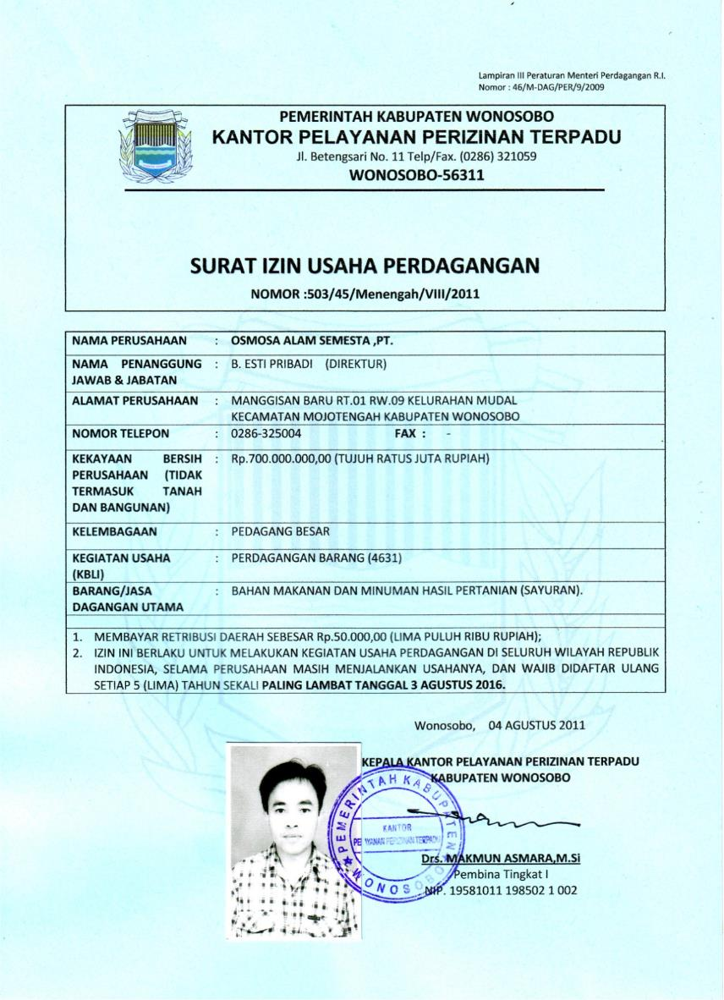 Lampiran III Peraturan Menteri Perdagangan R.I.
Nomor : 46/M-DAG/PER/9/2009
PEMERINTAH KABUPATEN WONOSOBO
KANTOR PELAYANAN PERIZINAN TERPADU
Jl. Betengsari No. 11 Telp/Fax. (0286) 321059
WONOSOBO-56311
SURAT IZIN USAHA PERDAGANGAN
NOMOR :503/45/Menengah/VIII/2011
NAMA PERUSAHAAN : OSMOSA ALAM SEMESTA ,PT.
NAMA PENANGGUNG : B. ESTI PRIBADI (DIREKTUR)
JAWAB & JABATAN
ALAMAT PERUSAHAAN : MANGGISAN BARU RT.01 RW.09 KELURAHAN MUDAL
KECAMATAN MOJOTENGAH KABUPATEN WONOSOBO
NOMOR TELEPON : 0286-325004 FAX : -
KEKAYAAN BERSIH : Rp.700.000.000,00 (TUJUH RATUS JUTA RUPIAH)
PERUSAHAAN (TIDAK
TERMASUK TANAH
DAN BANGUNAN)
KELEMBAGAAN : PEDAGANG BESAR
KEGIATAN USAHA : PERDAGANGAN BARANG (4631)
(KBLI)
BARANG/JASA : BAHAN MAKANAN DAN MINUMAN HASIL PERTANIAN (SAYURAN).
DAGANGAN UTAMA
1. MEMBAYAR RETRIBUSI DAERAH SEBESAR Rp.50.000,00 (LIMA PULUH RIBU RUPIAH);
2. IZIN INI BERLAKU UNTUK MELAKUKAN KEGIATAN USAHA PERDAGANGAN DI SELURUH WILAYAH REPUBLIK
INDONESIA, SELAMA PERUSAHAAN MASIH MENJALANKAN USAHANYA, DAN WAJIB DIDAFTAR ULANG
SETIAP 5 (LIMA) TAHUN SEKALI PALING LAMBAT TANGGAL 3 AGUSTUS 2016.
Wonosobo, 04 AGUSTUS 2011
KEPALA KANTOR PELAYANAN PERIZINAN TERPADU
KABUPATEN WONOSOBO
PEMERINTAH KABUPATEN
KANTOR
PELAYANAN PERIZINAN TERPADU
WONOSOBO
Drs. MAKMUN ASMARA,M.Si
Pembina Tingkat I
NIP. 19581011 198502 1 002